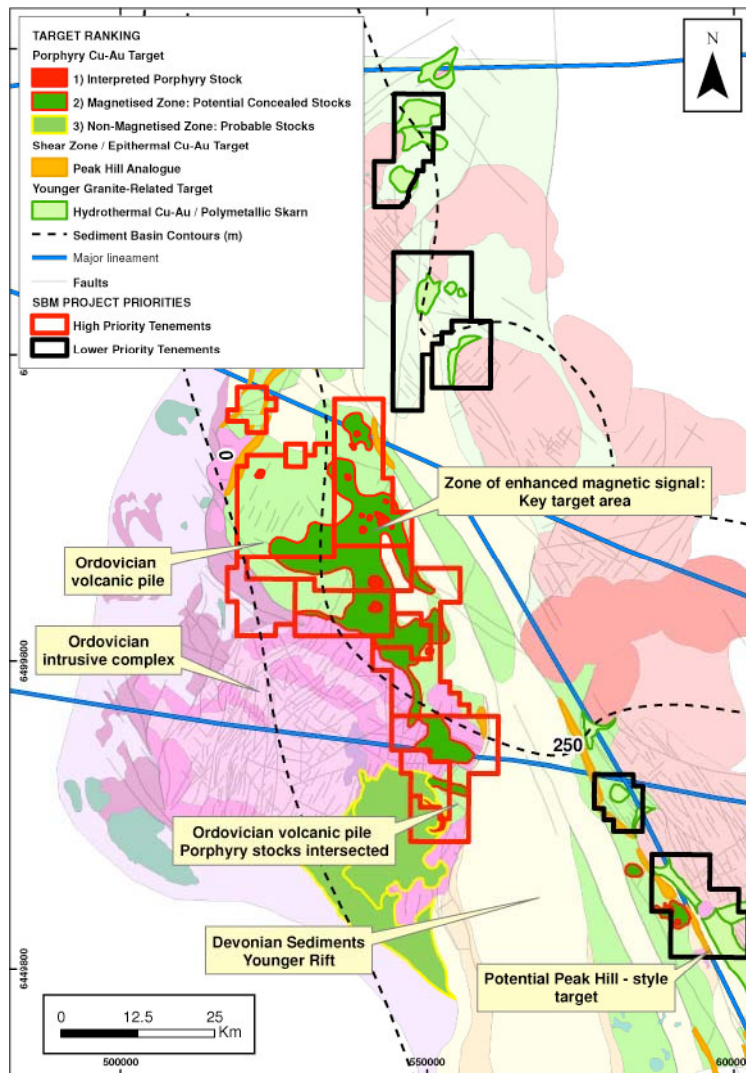 TARGET RANKING
Porphyry Cu-Au Target
1) Interpreted Porphyry Stock
2) Magnetised Zone: Potential Concealed Stocks
3) Non-Magnetised Zone: Probable Stocks
Shear Zone / Epithermal Cu-Au Target
Peak Hill Analogue
Younger Granite-Related Target
Hydrothermal Cu-Au / Polymetallic Skarn
Sediment Basin Contours (m)
Major lineament
Faults
SBM PROJECT PRIORITIES
High Priority Tenements
Lower Priority Tenements
N
0
Zone of enhanced magnetic signal:
Key target area
Ordovician
volcanic pile
Ordovician
intrusive complex
6499800
250
Ordovician volcanic pile
Porphyry stocks intersected
Devonian Sediments
Younger Rift
Potential Peak Hill - style
target
6449800
0 12.5 25
Km
500000 550000